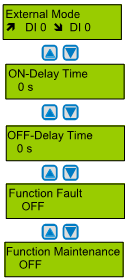 External Mode
↗ DI 0 ↘ DI 0
ON-Delay Time
0 s
OFF-Delay Time
0 s
Function Fault
OFF
Function Maintenance
OFF